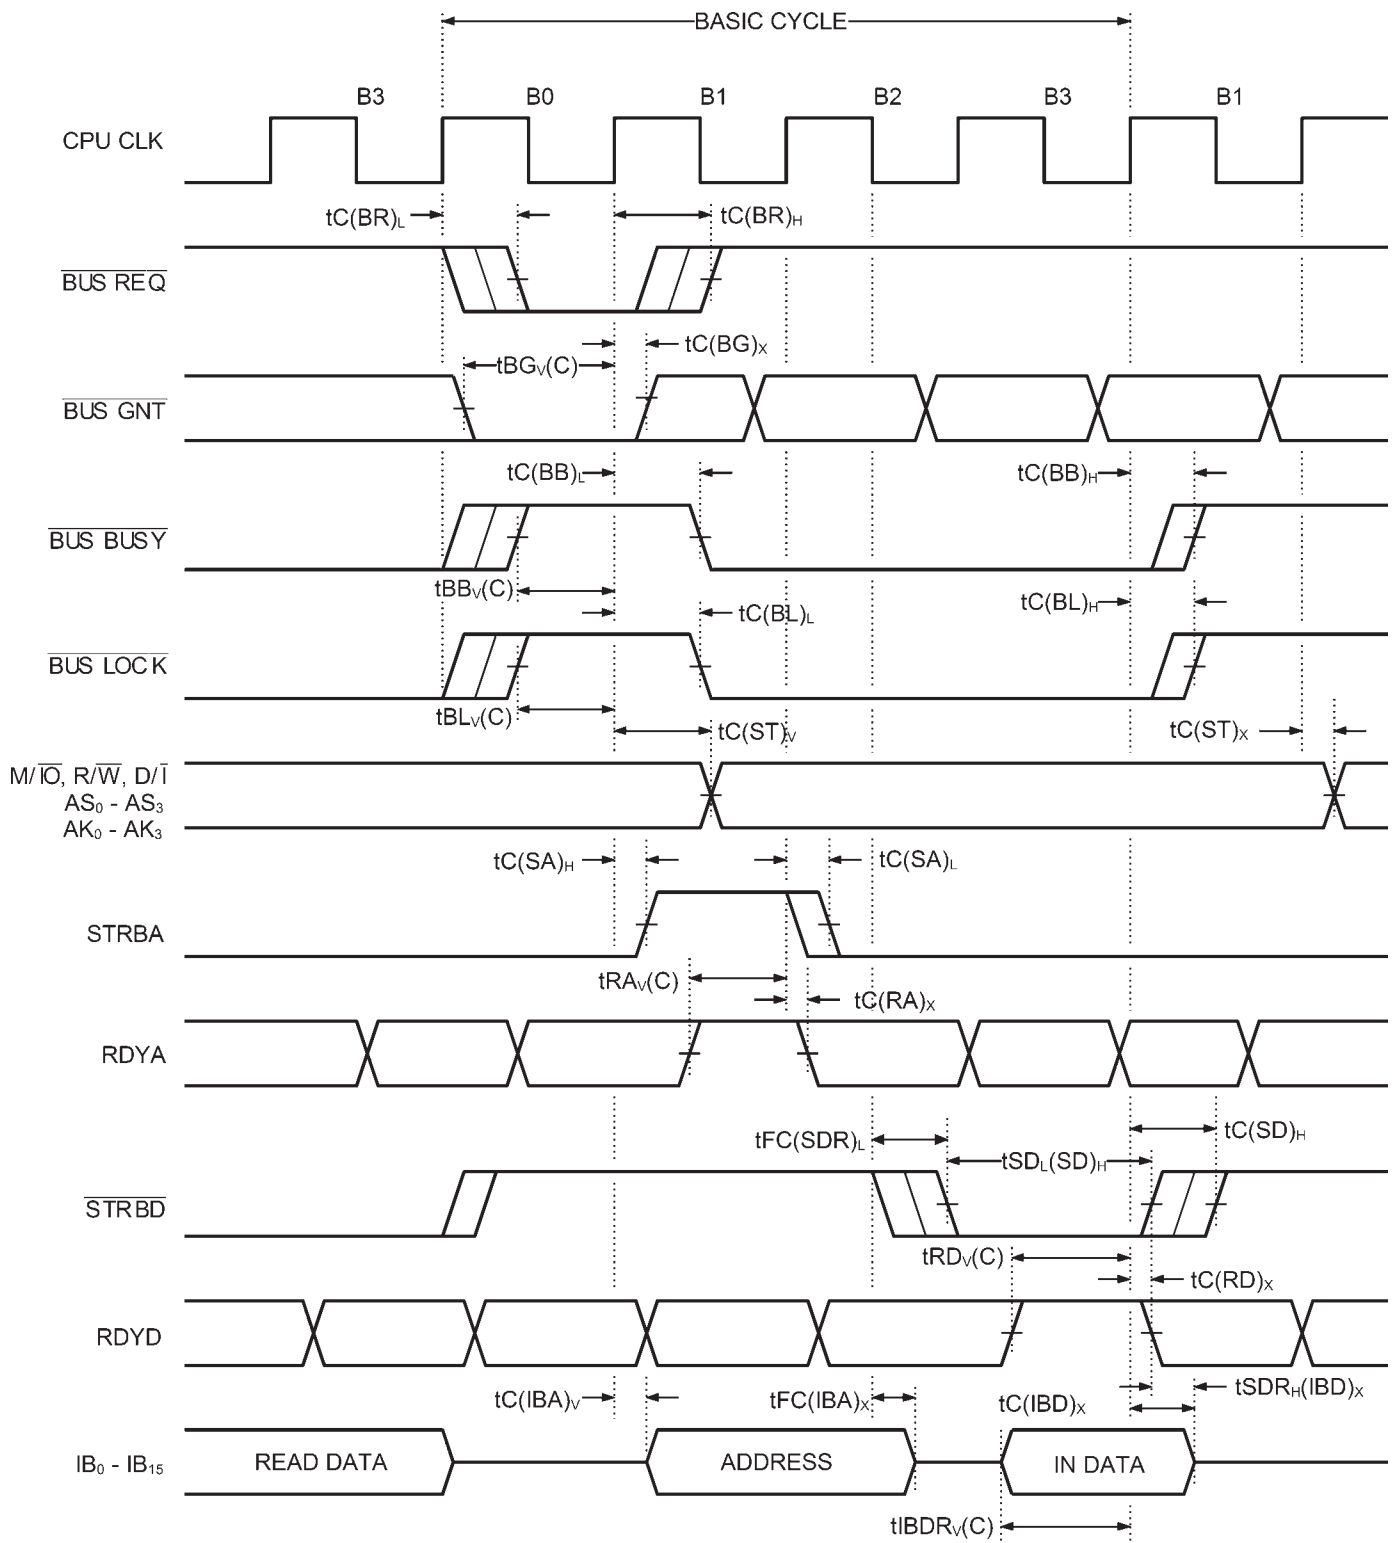 BASIC CYCLE
B3 B0 B1 B2 B3 B1
CPU CLK
tC(BR)L tC(BR)H
BUS REQ
tC(BG)X
tBGV(C)
BUS GNT
tC(BB)L tC(BB)H
BUS BUSY
tBBV(C)
tC(BL)L tC(BL)H
BUS LOCK
tBLV(C)
tC(ST)V tC(ST)X
M/IO, R/W, D/I
AS0 - AS3
AK0 - AK3
tC(SA)H tC(SA)L
STRBA
tRAV(C)
tC(RA)X
RDYA
tFC(SDR)L tC(SD)H
tSDL(SD)H
STRBD
tRDV(C)
tC(RD)X
RDYD
tC(IBA)V tFC(IBA)X tC(IBD)X tSDRH(IBD)X
IB0 - IB15 READ DATA ADDRESS IN DATA
tIBDRV(C)